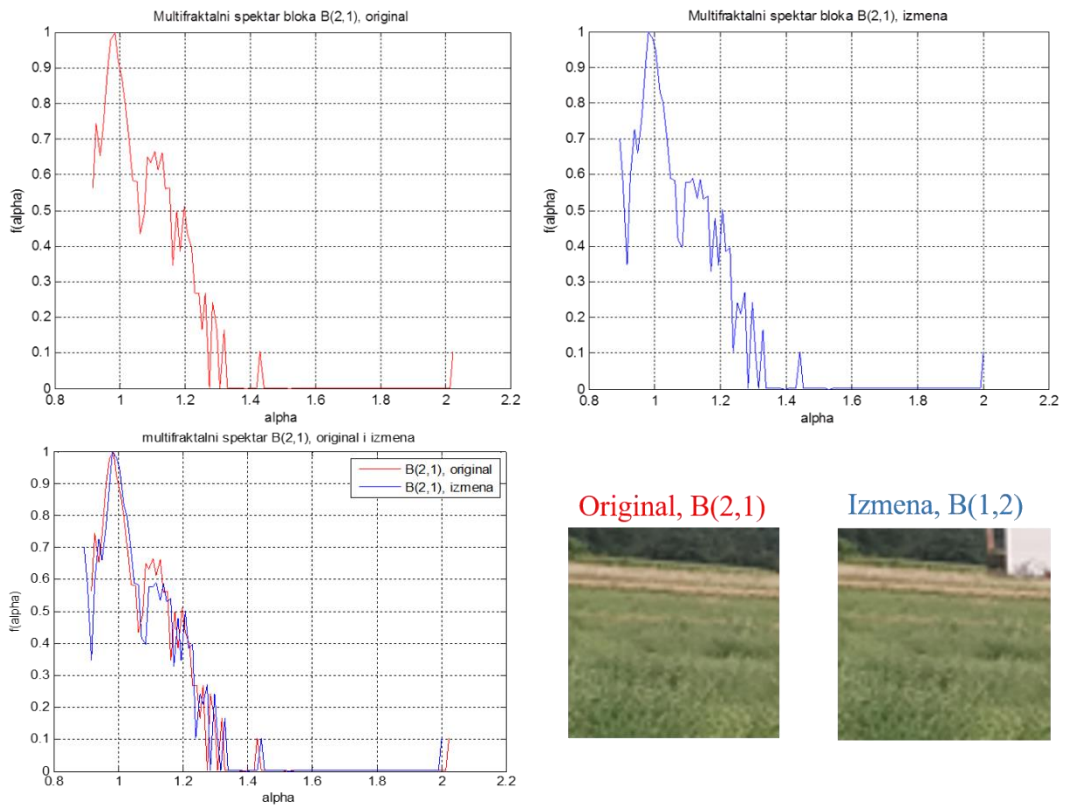 Multifraktalni spektar bloka B(2,1), original
1
0.9
0.8
0.7
0.6
0.5
0.4
0.3
0.2
0.1
0
f(alpha)
0.8 1 1.2 1.4 1.6 1.8 2 2.2
alpha
Multifraktalni spektar bloka B(2,1), izmena
1
0.9
0.8
0.7
0.6
0.5
0.4
0.3
0.2
0.1
0
f(alpha)
0.8 1 1.2 1.4 1.6 1.8 2 2.2
alpha
multifraktalni spektar B(2,1), original i izmena
B(2,1), original
B(2,1), izmena
1
0.9
0.8
0.7
0.6
0.5
0.4
0.3
0.2
0.1
0
f(alpha)
0.8 1 1.2 1.4 1.6 1.8 2 2.2
alpha
Original, B(2,1)
Izmena, B(1,2)